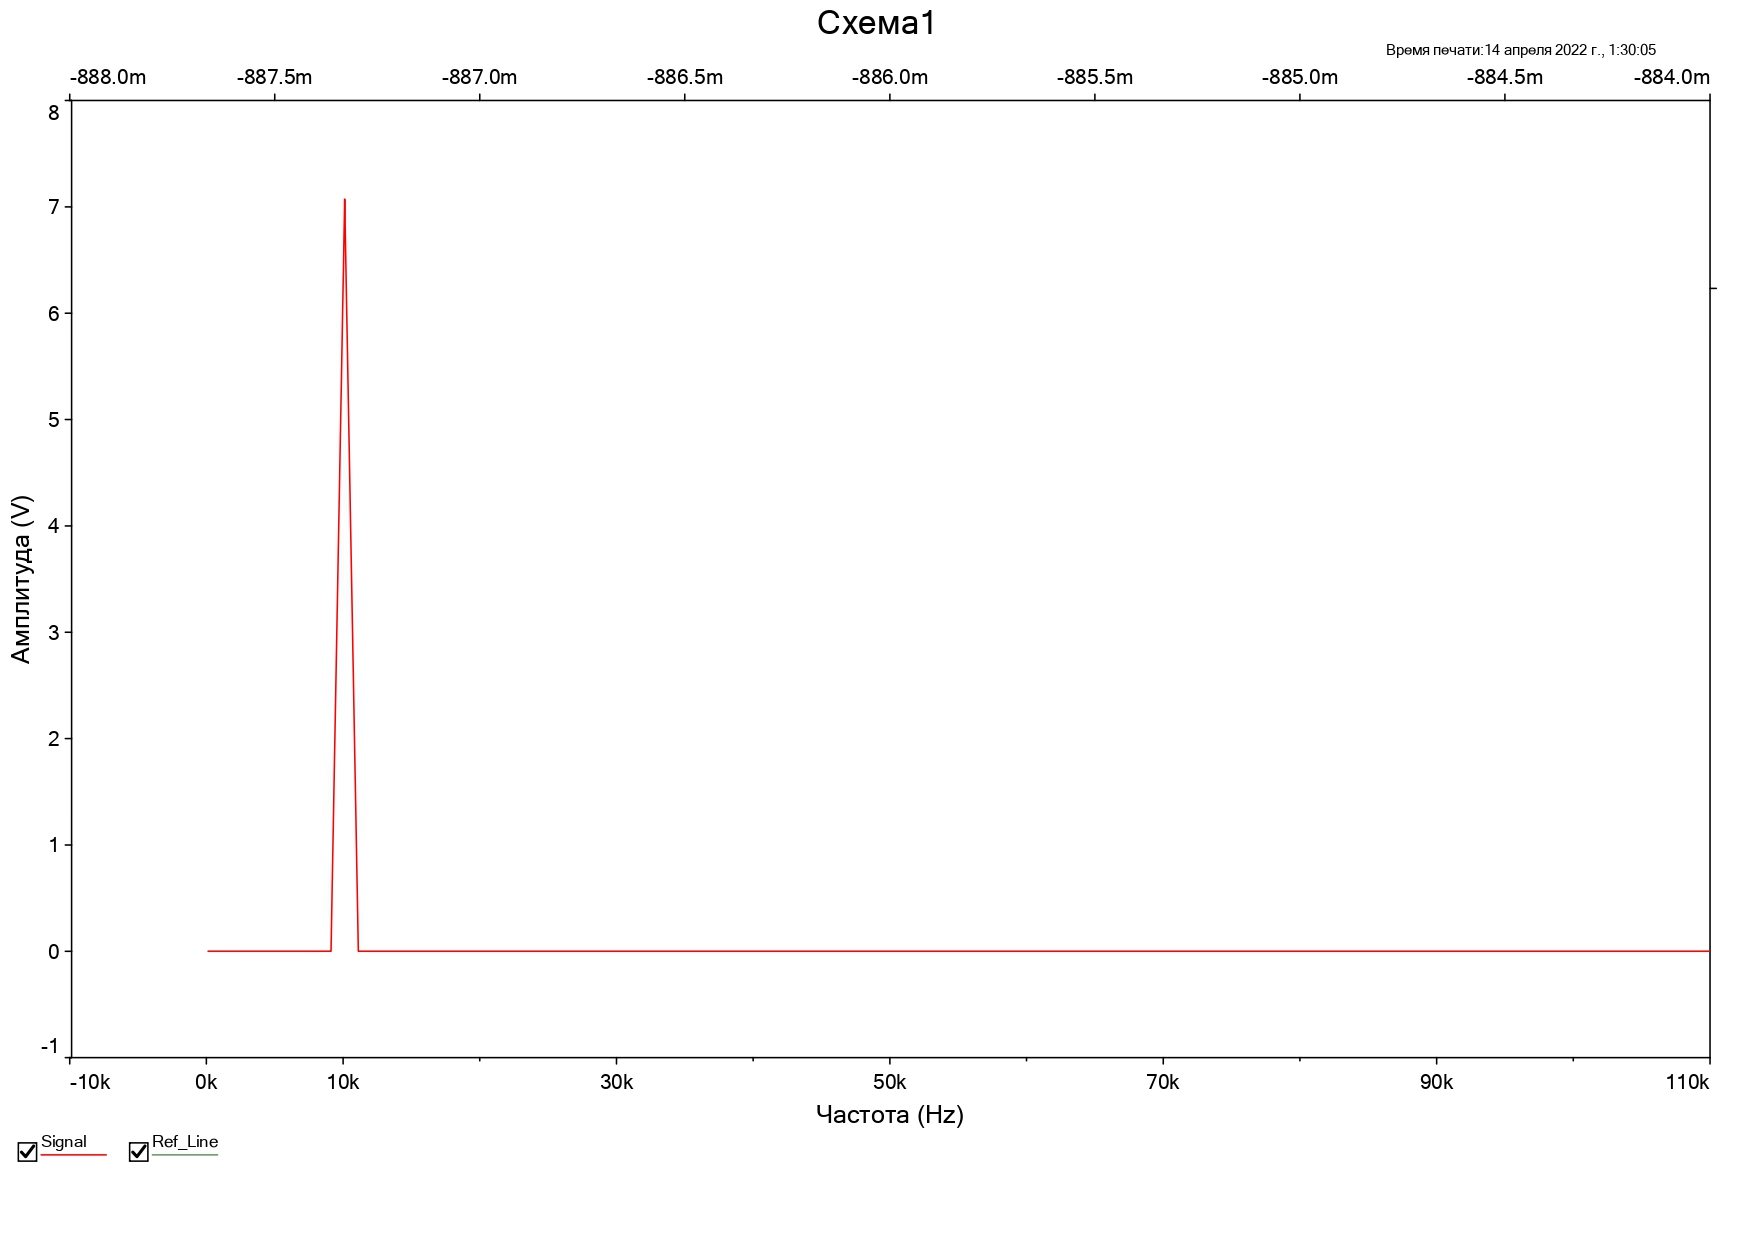 Схема1
Время печати:14 апреля 2022 г., 1:30:05
-888.0m -887.5m -887.0m -886.5m -886.0m -885.5m -885.0m -884.5m -884.0m
8
7
6
5
4
3
2
1
0
-1
Амплитуда (V)
-10k 0k 10k 30k 50k 70k 90k 110k
Частота (Hz)
Signal Ref_Line